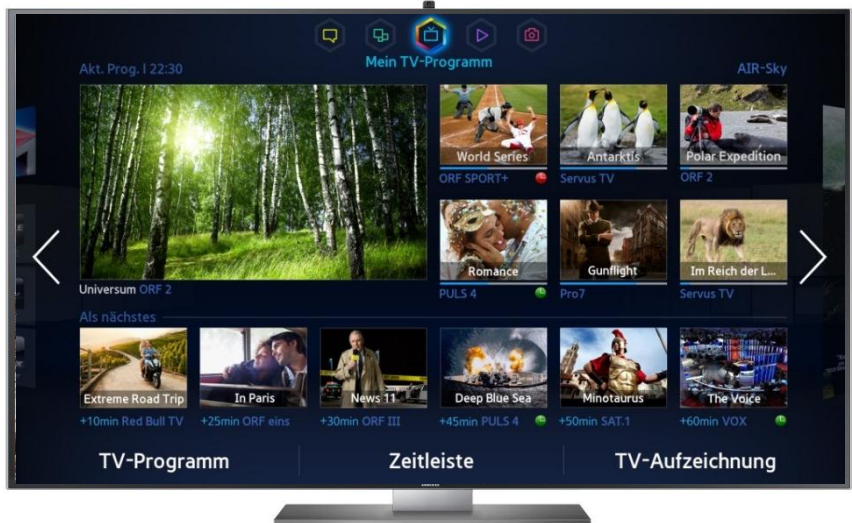 Mein TV-Programm
Akt. Prog. | 22:30
AIR-Sky
World Series
Antarktis
Polar Expedition
ORF SPORT+
Servus TV
ORF 2
Romance
Gunflight
Im Reich der L...
PULS 4
Pro7
Servus TV
Universum ORF 2
Als nächstes
Extreme Road Trip
In Paris
News 11
Deep Blue Sea
Minotaurus
The Voice
+10min Red Bull TV
+25min ORF eins
+30min ORF III
+45min PULS 4
+50min SAT.1
+60min VOX
TV-Programm
Zeitleiste
TV-Aufzeichnung
SAMSUNG